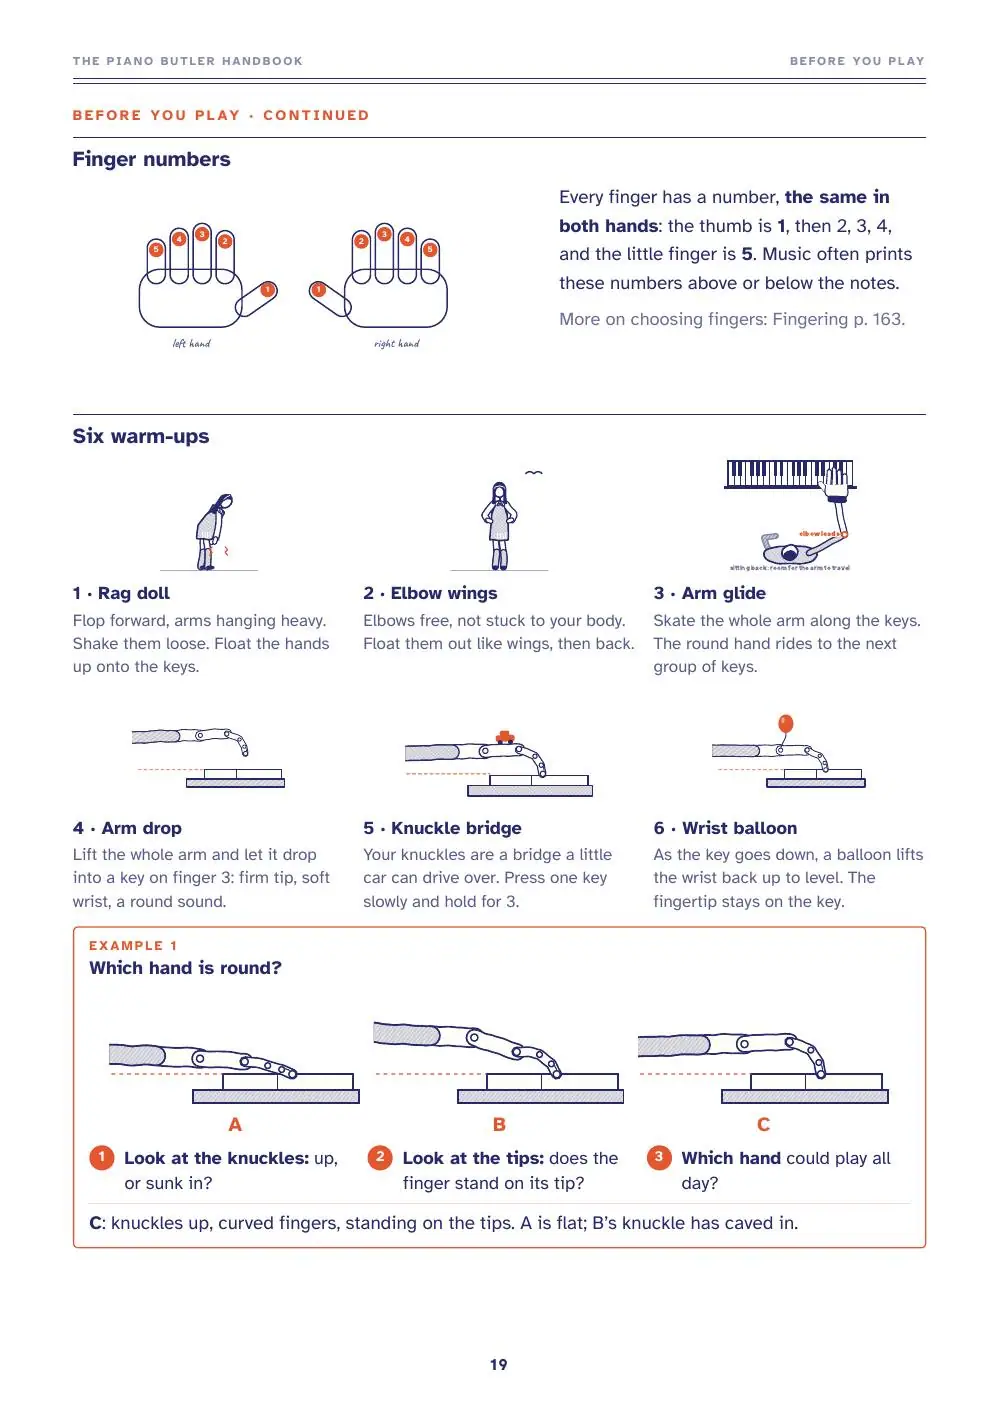 THE PIANO BUTLER HANDBOOK
BEFORE YOU PLAY
BEFORE YOU PLAY · CONTINUED
Finger numbers
5
4
3
2
1
1
2
3
4
5
left hand
right hand
Every finger has a number, the same in
both hands: the thumb is 1, then 2, 3, 4,
and the little finger is 5. Music often prints
these numbers above or below the notes.
More on choosing fingers: Fingering p. 163.
Six warm-ups
elbow leads
sitting back: room for the arm to travel
1 · Rag doll
Flop forward, arms hanging heavy.
Shake them loose. Float the hands
up onto the keys.
2 · Elbow wings
Elbows free, not stuck to your body.
Float them out like wings, then back.
3 · Arm glide
Skate the whole arm along the keys.
The round hand rides to the next
group of keys.
4 · Arm drop
Lift the whole arm and let it drop
into a key on finger 3: firm tip, soft
wrist, a round sound.
5 · Knuckle bridge
Your knuckles are a bridge a little
car can drive over. Press one key
slowly and hold for 3.
6 · Wrist balloon
As the key goes down, a balloon lifts
the wrist back up to level. The
fingertip stays on the key.
EXAMPLE 1
Which hand is round?
A
B
C
1 Look at the knuckles: up,
or sunk in?
2 Look at the tips: does the
finger stand on its tip?
3 Which hand could play all
day?
C: knuckles up, curved fingers, standing on the tips. A is flat; B’s knuckle has caved in.
19